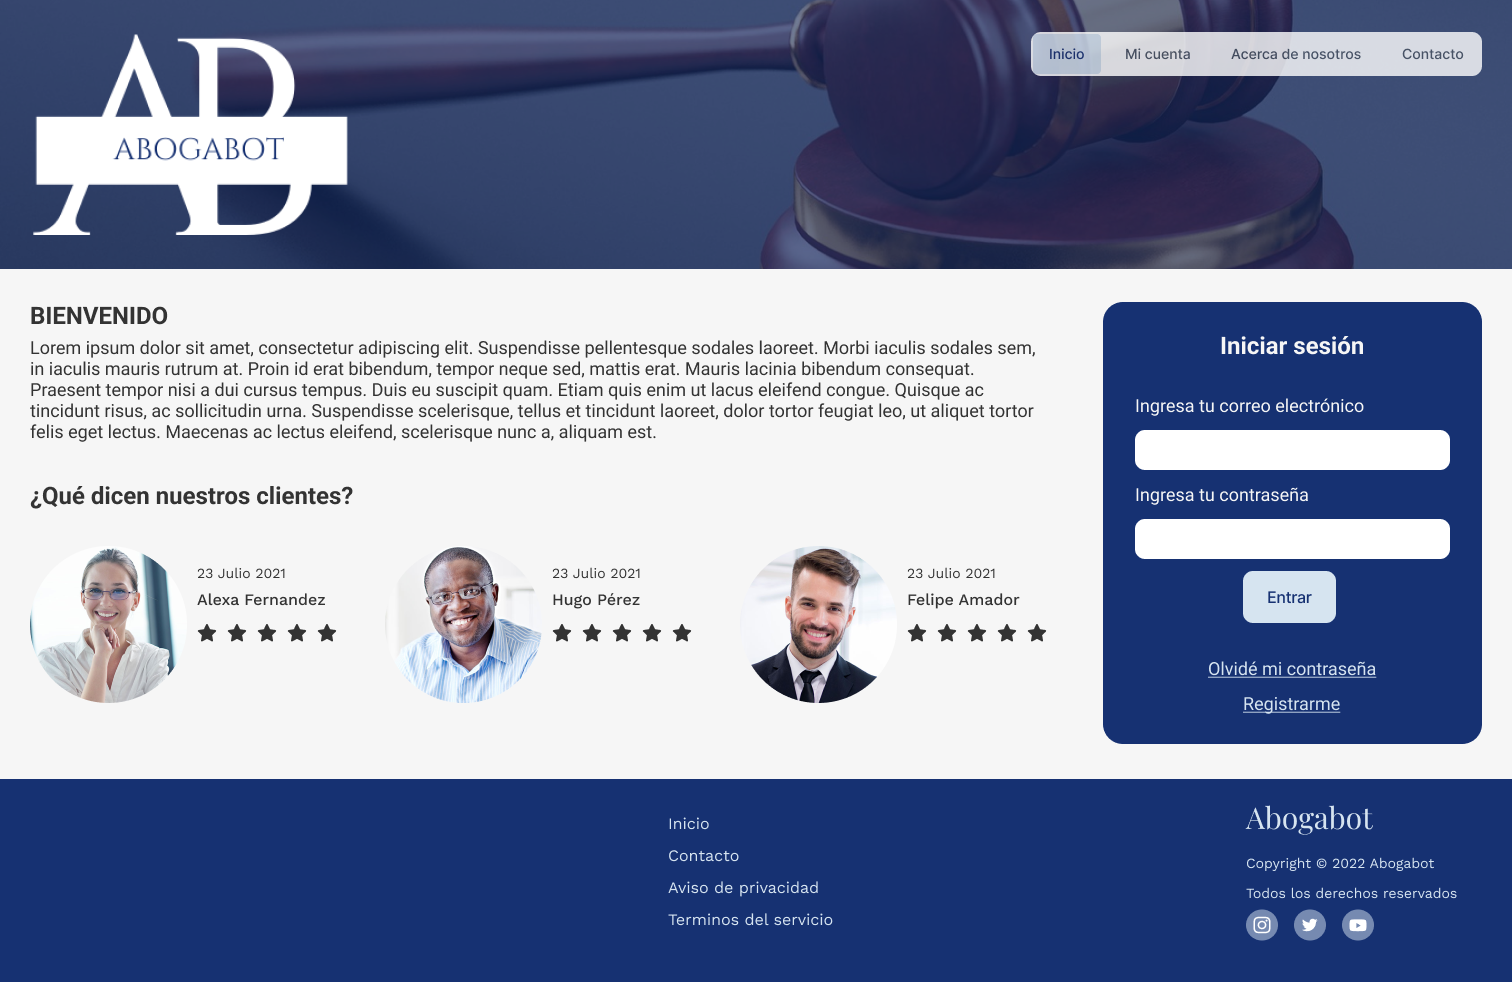 AB
ABOGABOT
Inicio
Mi cuenta
Acerca de nosotros
Contacto
BIENVENIDO
Lorem ipsum dolor sit amet, consectetur adipiscing elit. Suspendisse pellentesque sodales laoreet. Morbi iaculis sodales sem,
in iaculis mauris rutrum at. Proin id erat bibendum, tempor neque sed, mattis erat. Mauris lacinia bibendum consequat.
Praesent tempor nisi a dui cursus tempus. Duis eu suscipit quam. Etiam quis enim ut lacus eleifend congue. Quisque ac
tincidunt risus, ac sollicitudin urna. Suspendisse scelerisque, tellus et tincidunt laoreet, dolor tortor feugiat leo, ut aliquet tortor
felis eget lectus. Maecenas ac lectus eleifend, scelerisque nunc a, aliquam est.
¿Qué dicen nuestros clientes?
23 Julio 2021
Alexa Fernandez
23 Julio 2021
Hugo Pérez
23 Julio 2021
Felipe Amador
Iniciar sesión
Ingresa tu correo electrónico
Ingresa tu contraseña
Entrar
Olvidé mi contraseña
Registrarme
Inicio
Contacto
Aviso de privacidad
Terminos del servicio
Abogabot
Copyright © 2022 Abogabot
Todos los derechos reservados